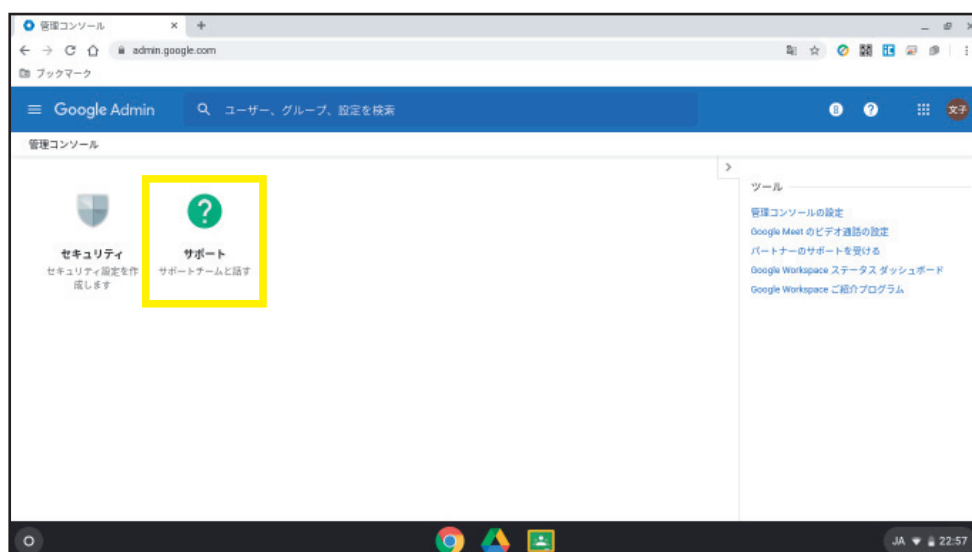 管理コンソール
admin.google.com
ブックマーク
Google Admin
ユーザー、グループ、設定を検索
文子
管理コンソール
セキュリティ
セキュリティ設定を作
成します
サポート
サポートチームと話す
ツール
管理コンソールの設定
Google Meet のビデオ通話の設定
パートナーのサポートを受ける
Google Workspace ステータス ダッシュボード
Google Workspace ご紹介プログラム
JA
22:57